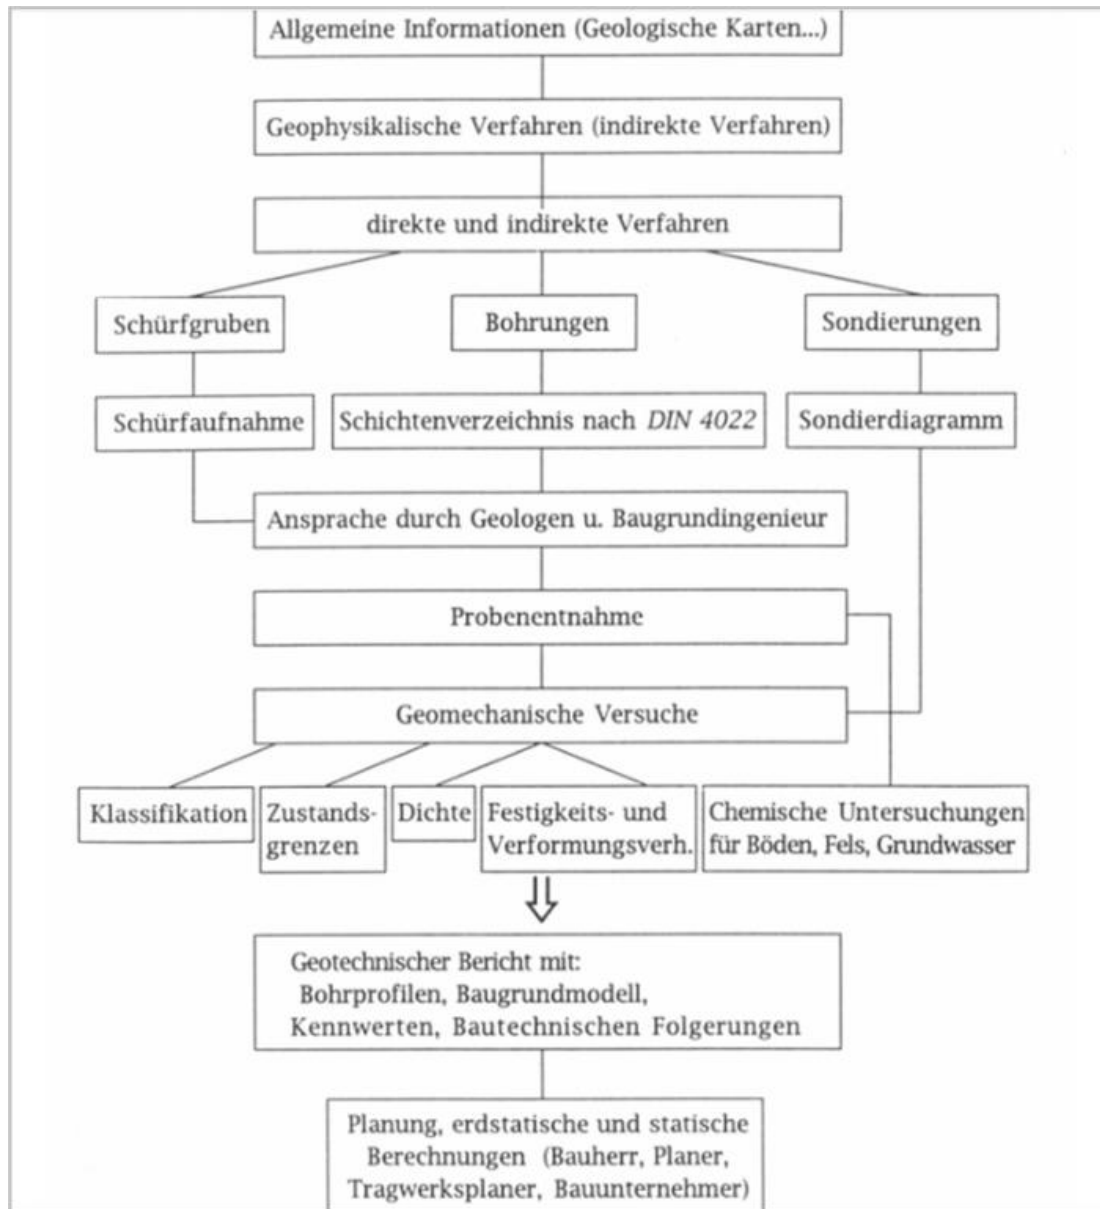 Allgemeine Informationen (Geologische Karten...)
Geophysikalische Verfahren (indirekte Verfahren)
direkte und indirekte Verfahren
Schürfgruben
Bohrungen
Sondierungen
Schürfaufnahme
Schichtenverzeichnis nach DIN 4022
Sondierdiagramm
Ansprache durch Geologen u. Baugrundingenieur
Probenentnahme
Geomechanische Versuche
Klassifikation
Zustands-
grenzen
Dichte
Festigkeits- und
Verformungsverh.
Chemische Untersuchungen
für Böden, Fels, Grundwasser
Geotechnischer Bericht mit:
Bohrprofilen, Baugrundmodell,
Kennwerten, Bautechnischen Folgerungen
Planung, erdstatische und statische
Berechnungen (Bauherr, Planer,
Tragwerksplaner, Bauunternehmer)